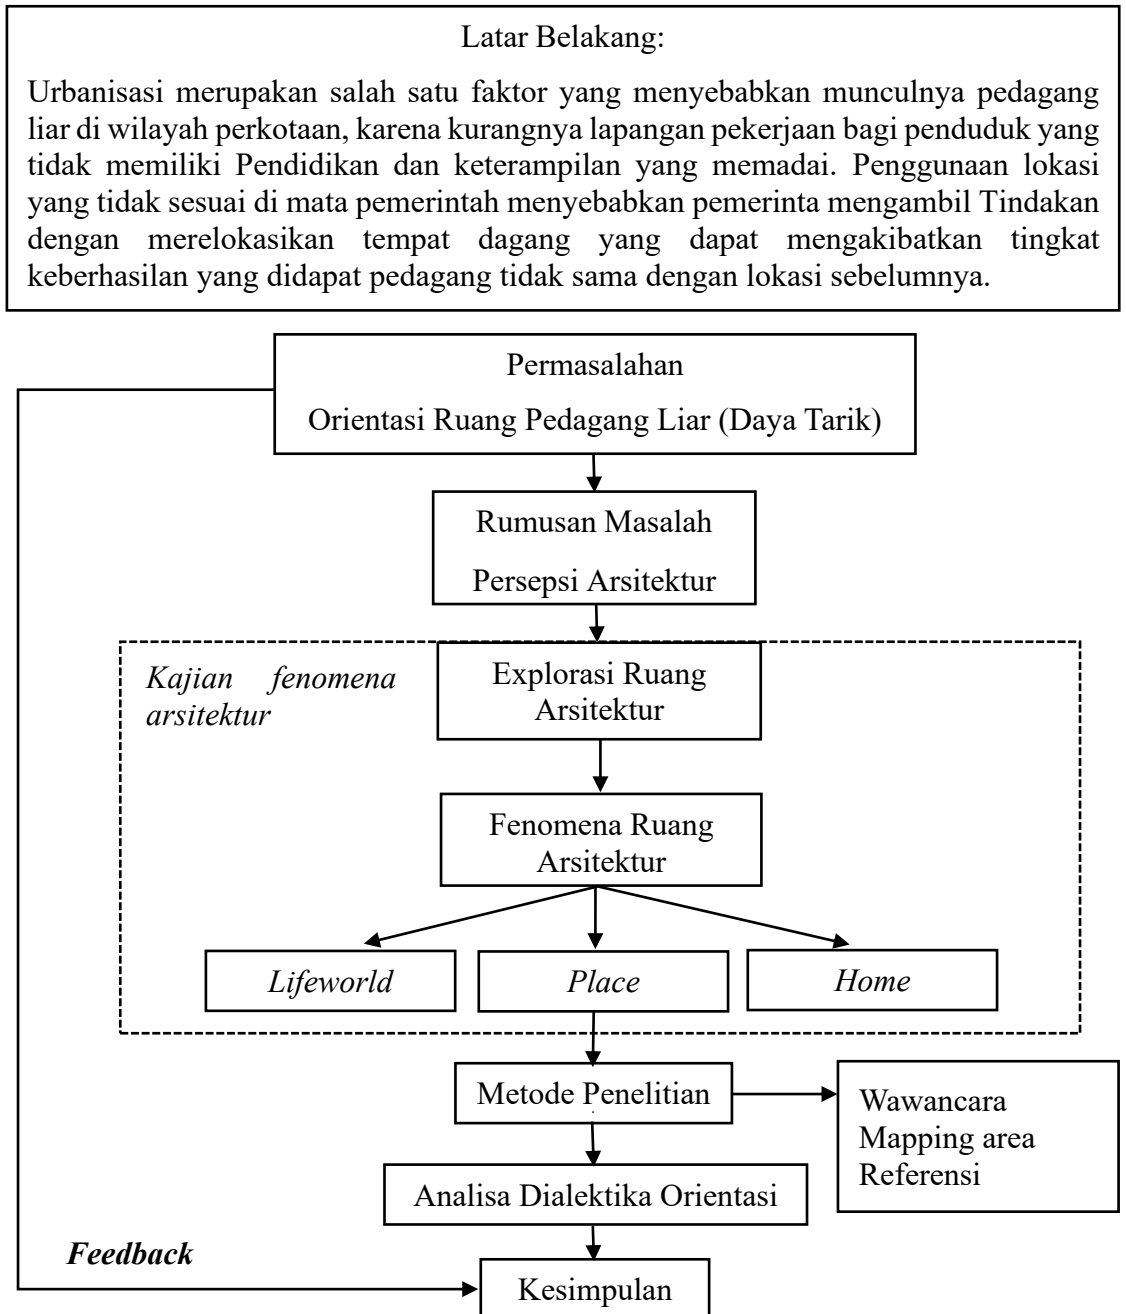 Latar Belakang:
Urbanisasi merupakan salah satu faktor yang menyebabkan munculnya pedagang
liar di wilayah perkotaan, karena kurangnya lapangan pekerjaan bagi penduduk yang
tidak memiliki Pendidikan dan keterampilan yang memadai. Penggunaan lokasi
yang tidak sesuai di mata pemerintah menyebabkan pemerinta mengambil Tindakan
dengan merelokasikan tempat dagang yang dapat mengakibatkan tingkat
keberhasilan yang didapat pedagang tidak sama dengan lokasi sebelumnya.
Permasalahan
Orientasi Ruang Pedagang Liar (Daya Tarik)
Rumusan Masalah
Persepsi Arsitektur
Kajian fenomena
arsitektur
Explorasi Ruang
Arsitektur
Fenomena Ruang
Arsitektur
Lifeworld
Place
Home
Metode Penelitian
Wawancara
Mapping area
Referensi
Analisa Dialektika Orientasi
Feedback
Kesimpulan